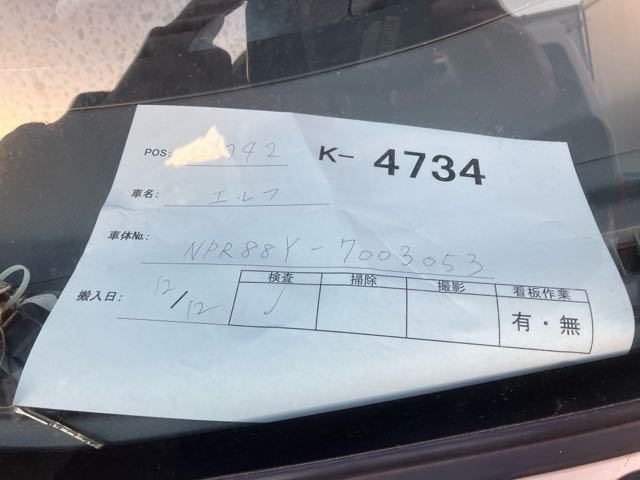 POS: 942 K- 4734
車名: エルフ
車体No.: NPR88Y-7003053
搬入日: 12/12 検査 掃除 撮影 看板作業
✓ 有・無